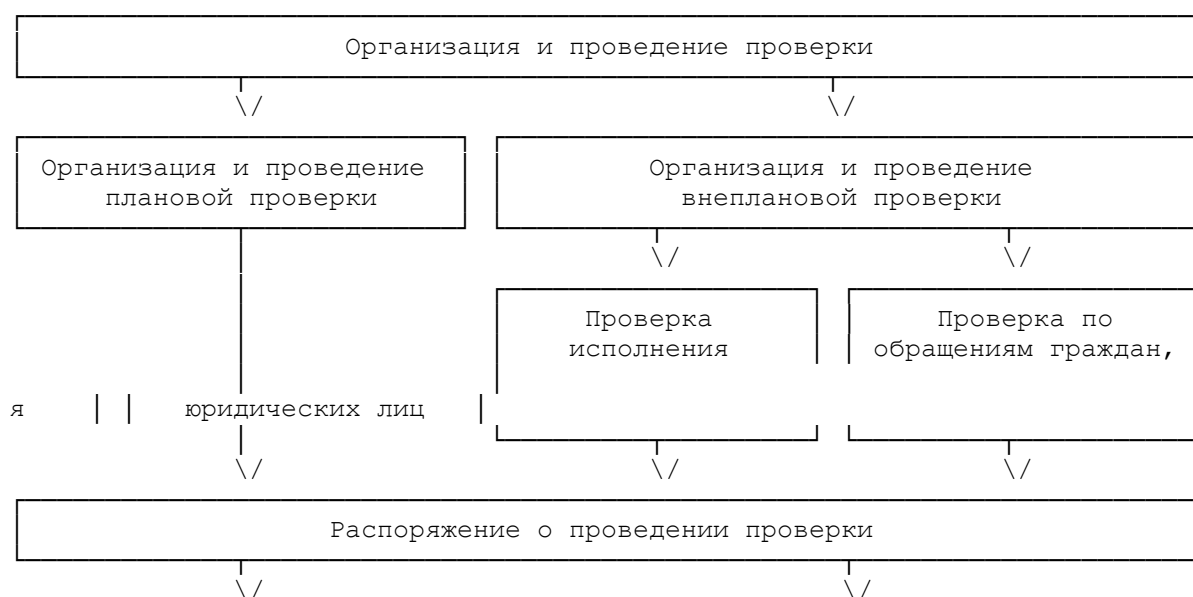 Организация и проведение проверки
Организация и проведение
плановой проверки
Организация и проведение
внеплановой проверки
Проверка
исполнения
Проверка по
обращениям граждан,
я юридических лиц
Распоряжение о проведении проверки